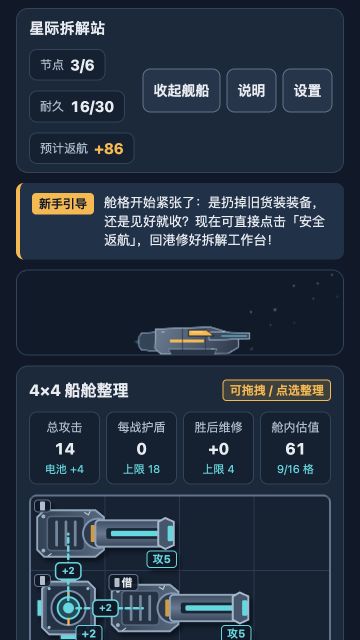 星际拆解站
节点 3/6
耐久 16/30
预计返航 +86
收起舰船
说明
设置
新手引导
舱格开始紧张了：是扔掉旧货装装备，
还是见好就收？现在可直接点击「安全
返航」，回港修好拆解工作台！
4×4 船舱整理
可拖拽 / 点选整理
总攻击
14
电池 +4
每战护盾
0
上限 18
胜后维修
+0
上限 4
舱内估值
61
9/16 格
攻5
+2
借
+2
+2
攻5